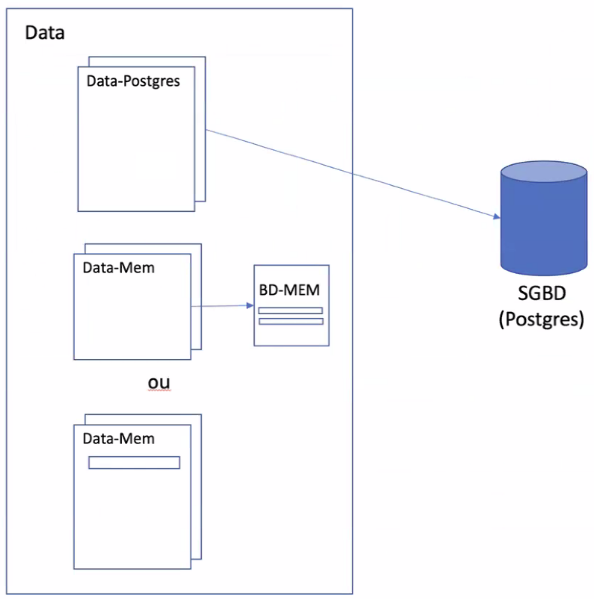 Data
Data-Postgres
Data-Mem
BD-MEM
SGBD
(Postgres)
ou
Data-Mem